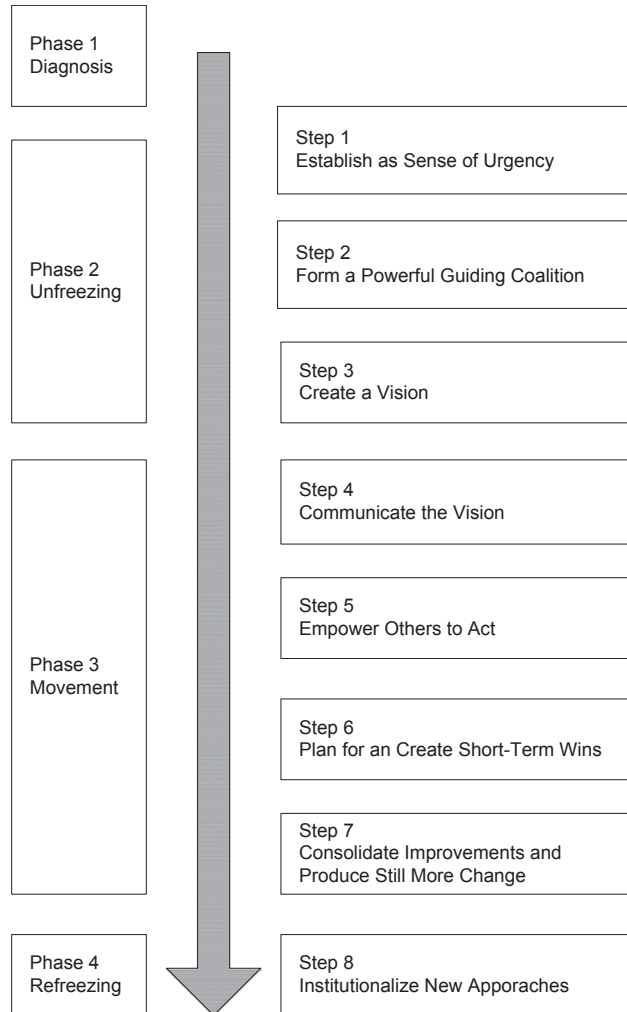 Phase 1
Diagnosis
Step 1
Establish as Sense of Urgency
Phase 2
Unfreezing
Step 2
Form a Powerful Guiding Coalition
Step 3
Create a Vision
Phase 3
Movement
Step 4
Communicate the Vision
Step 5
Empower Others to Act
Step 6
Plan for an Create Short-Term Wins
Step 7
Consolidate Improvements and
Produce Still More Change
Phase 4
Refreezing
Step 8
Institutionalize New Apporaches